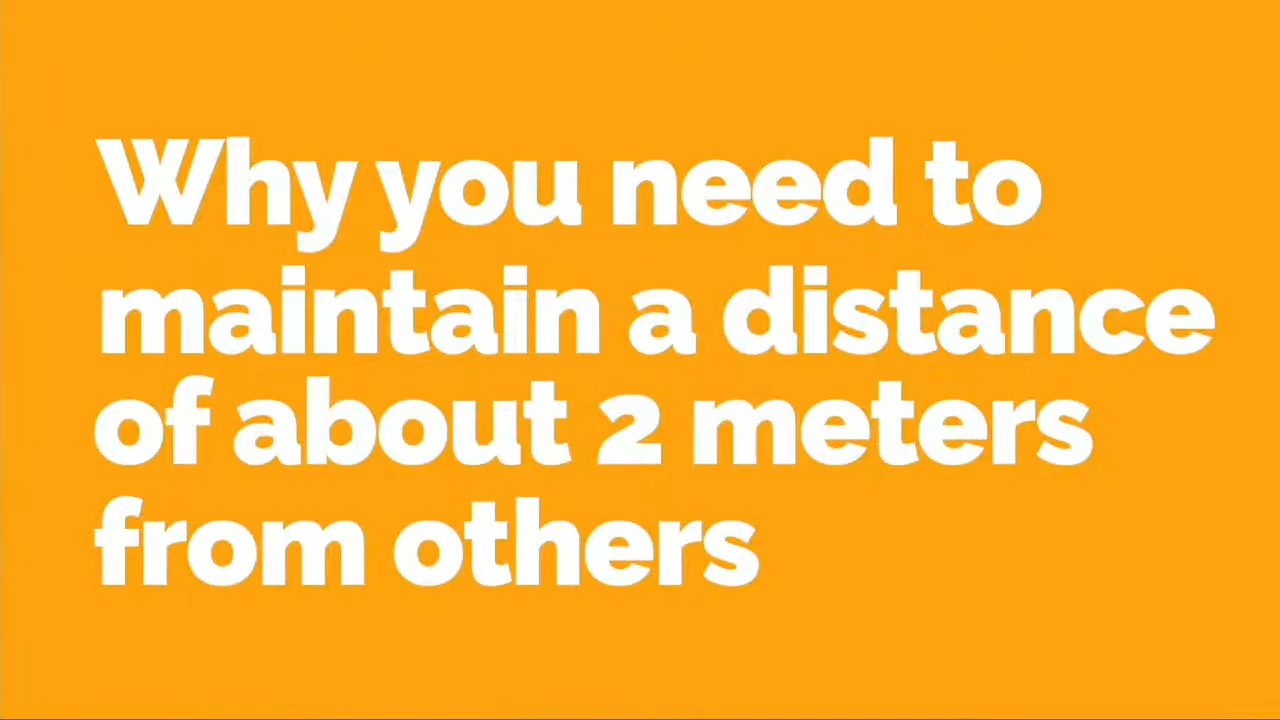 Why you need to
maintain a distance
of about 2 meters
from others